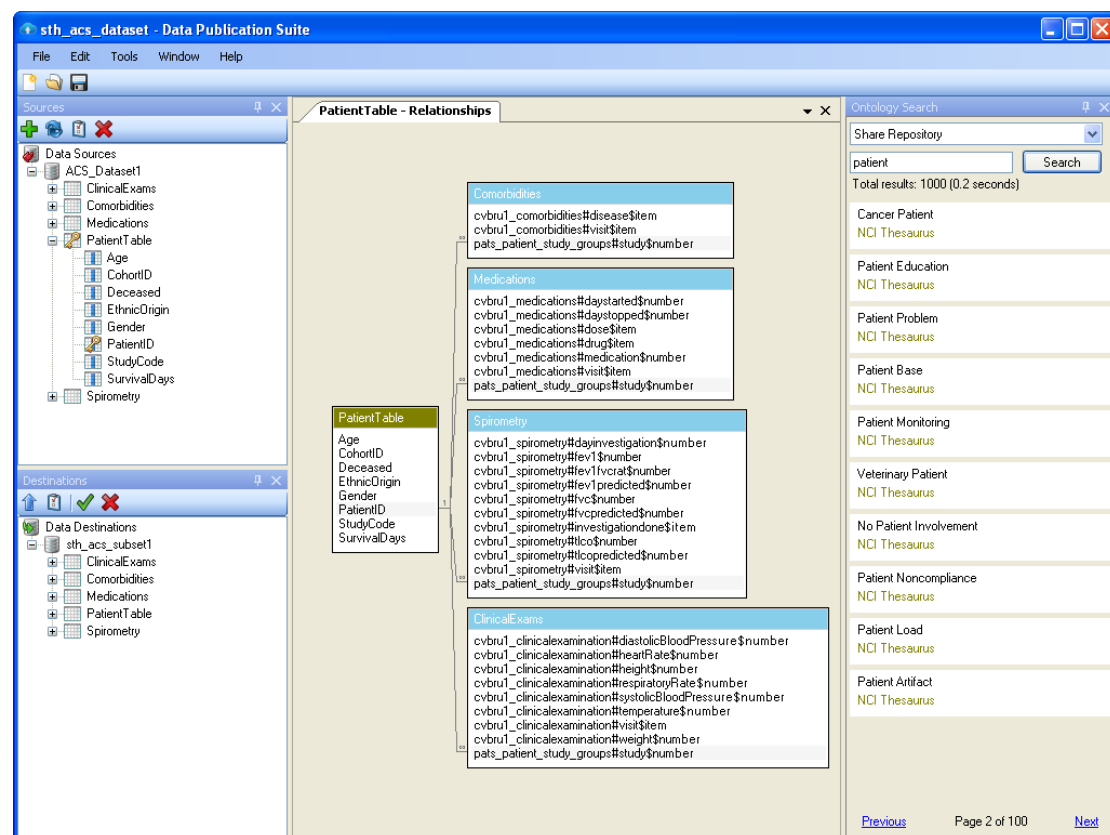 sth_acs_dataset - Data Publication Suite
File Edit Tools Window Help
Sources
Data Sources
ACS_Dataset1
ClinicalExams
Comorbidities
Medications
PatientTable
Age
CohortID
Deceased
EthnicOrigin
Gender
PatientID
StudyCode
SurvivalDays
Spirometry
Destinations
Data Destinations
sth_acs_subset1
ClinicalExams
Comorbidities
Medications
PatientTable
Spirometry
PatientTable - Relationships
PatientTable
Age
CohortID
Deceased
EthnicOrigin
Gender
PatientID
StudyCode
SurvivalDays
1
∞
∞
∞
∞
Comorbidities
cvbru1_comorbidities#disease$item
cvbru1_comorbidities#visit$item
pats_patient_study_groups#study$number
Medications
cvbru1_medications#daystarted$number
cvbru1_medications#daystopped$number
cvbru1_medications#dose$item
cvbru1_medications#drug$item
cvbru1_medications#medication$number
cvbru1_medications#visit$item
pats_patient_study_groups#study$number
Spirometry
cvbru1_spirometry#dayinvestigation$number
cvbru1_spirometry#fev1$number
cvbru1_spirometry#fev1fvcrat$number
cvbru1_spirometry#fev1predicted$number
cvbru1_spirometry#fvc$number
cvbru1_spirometry#fvcpredicted$number
cvbru1_spirometry#investigationdone$item
cvbru1_spirometry#tlco$number
cvbru1_spirometry#tlcopredicted$number
cvbru1_spirometry#visit$item
pats_patient_study_groups#study$number
ClinicalExams
cvbru1_clinicalexamination#diastolicBloodPressure$number
cvbru1_clinicalexamination#heartRate$number
cvbru1_clinicalexamination#height$number
cvbru1_clinicalexamination#respiratoryRate$number
cvbru1_clinicalexamination#systolicBloodPressure$number
cvbru1_clinicalexamination#temperature$number
cvbru1_clinicalexamination#visit$item
cvbru1_clinicalexamination#weight$number
pats_patient_study_groups#study$number
Ontology Search
Share Repository
patient Search
Total results: 1000 (0.2 seconds)
Cancer Patient
NCI Thesaurus
Patient Education
NCI Thesaurus
Patient Problem
NCI Thesaurus
Patient Base
NCI Thesaurus
Patient Monitoring
NCI Thesaurus
Veterinary Patient
NCI Thesaurus
No Patient Involvement
NCI Thesaurus
Patient Noncompliance
NCI Thesaurus
Patient Load
NCI Thesaurus
Patient Artifact
NCI Thesaurus
Previous Page 2 of 100 Next